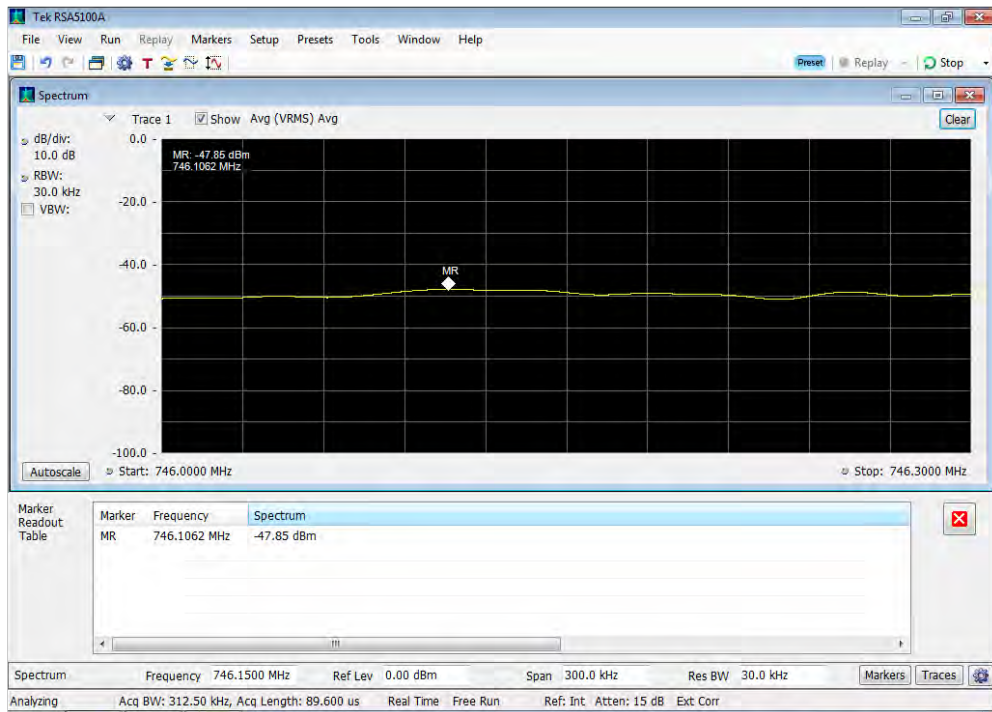 Tek RSA5100A
File View Run Replay Markers Setup Presets Tools Window Help
T Preset Replay Stop
Spectrum
Trace 1 Show Avg (VRMS) Avg Clear
dB/div:
10.0 dB
RBW:
30.0 kHz
VBW:
0.0
-20.0
-40.0
-60.0
-80.0
-100.0
MR: -47.85 dBm
746.1062 MHz
MR
Autoscale Start: 746.0000 MHz Stop: 746.3000 MHz
Marker
Readout
Table
Marker Frequency Spectrum
MR 746.1062 MHz -47.85 dBm
Spectrum Frequency 746.1500 MHz Ref Lev 0.00 dBm Span 300.0 kHz Res BW 30.0 kHz Markers Traces
Analyzing Acq BW: 312.50 kHz, Acq Length: 89.600 us Real Time Free Run Ref: Int Atten: 15 dB Ext Corr